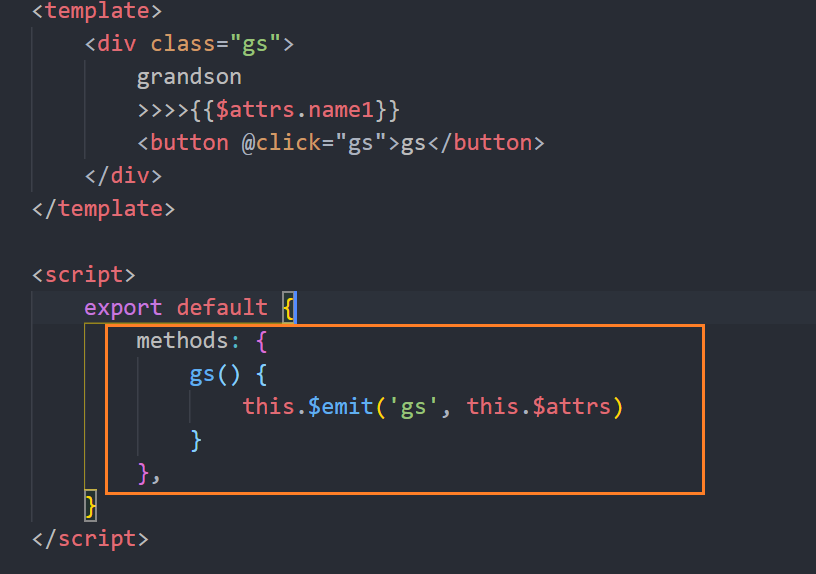 <template>
<div class="gs">
grandson
>>>>{{$attrs.name1}}
<button @click="gs">gs</button>
</div>
</template>
<script>
export default {
methods: {
gs() {
this.$emit('gs', this.$attrs)
}
},
}
</script>